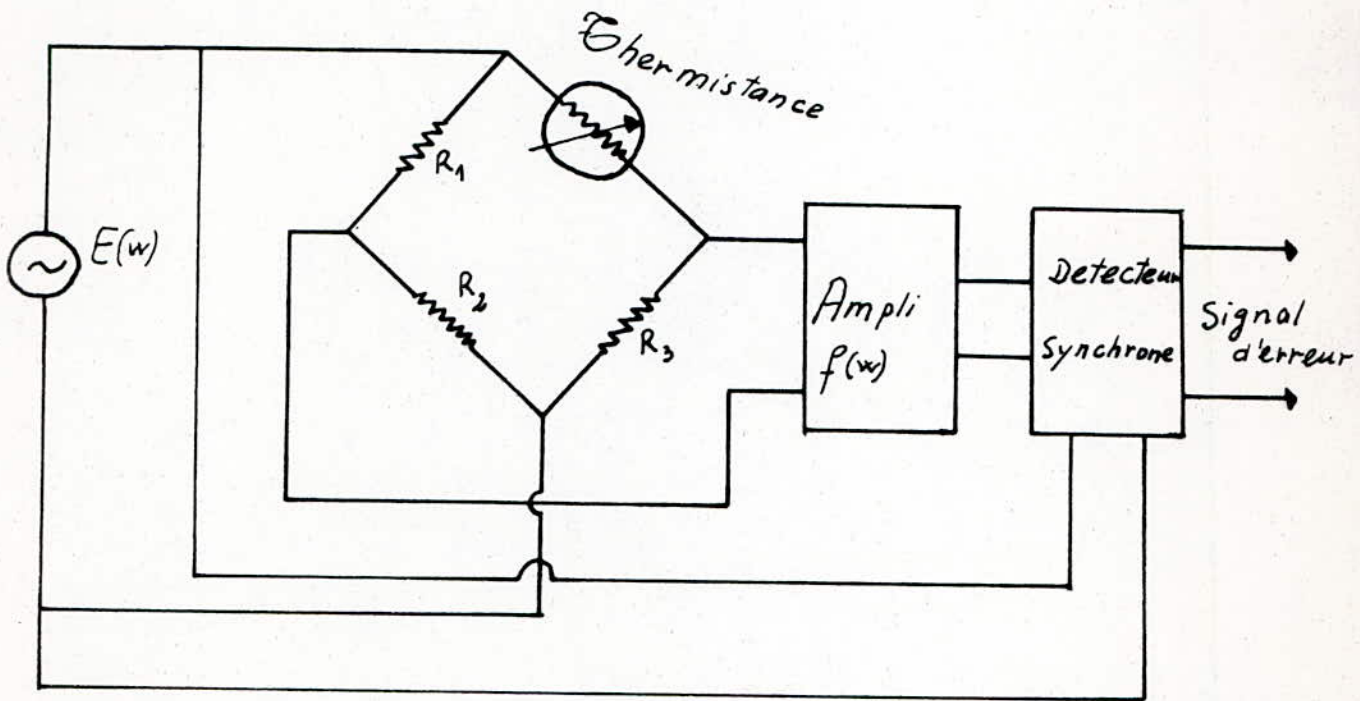 Thermistance
E(w)
R1
R2
R3
Ampli
f(w)
Detecteur
Synchrone
Signal
d'erreur